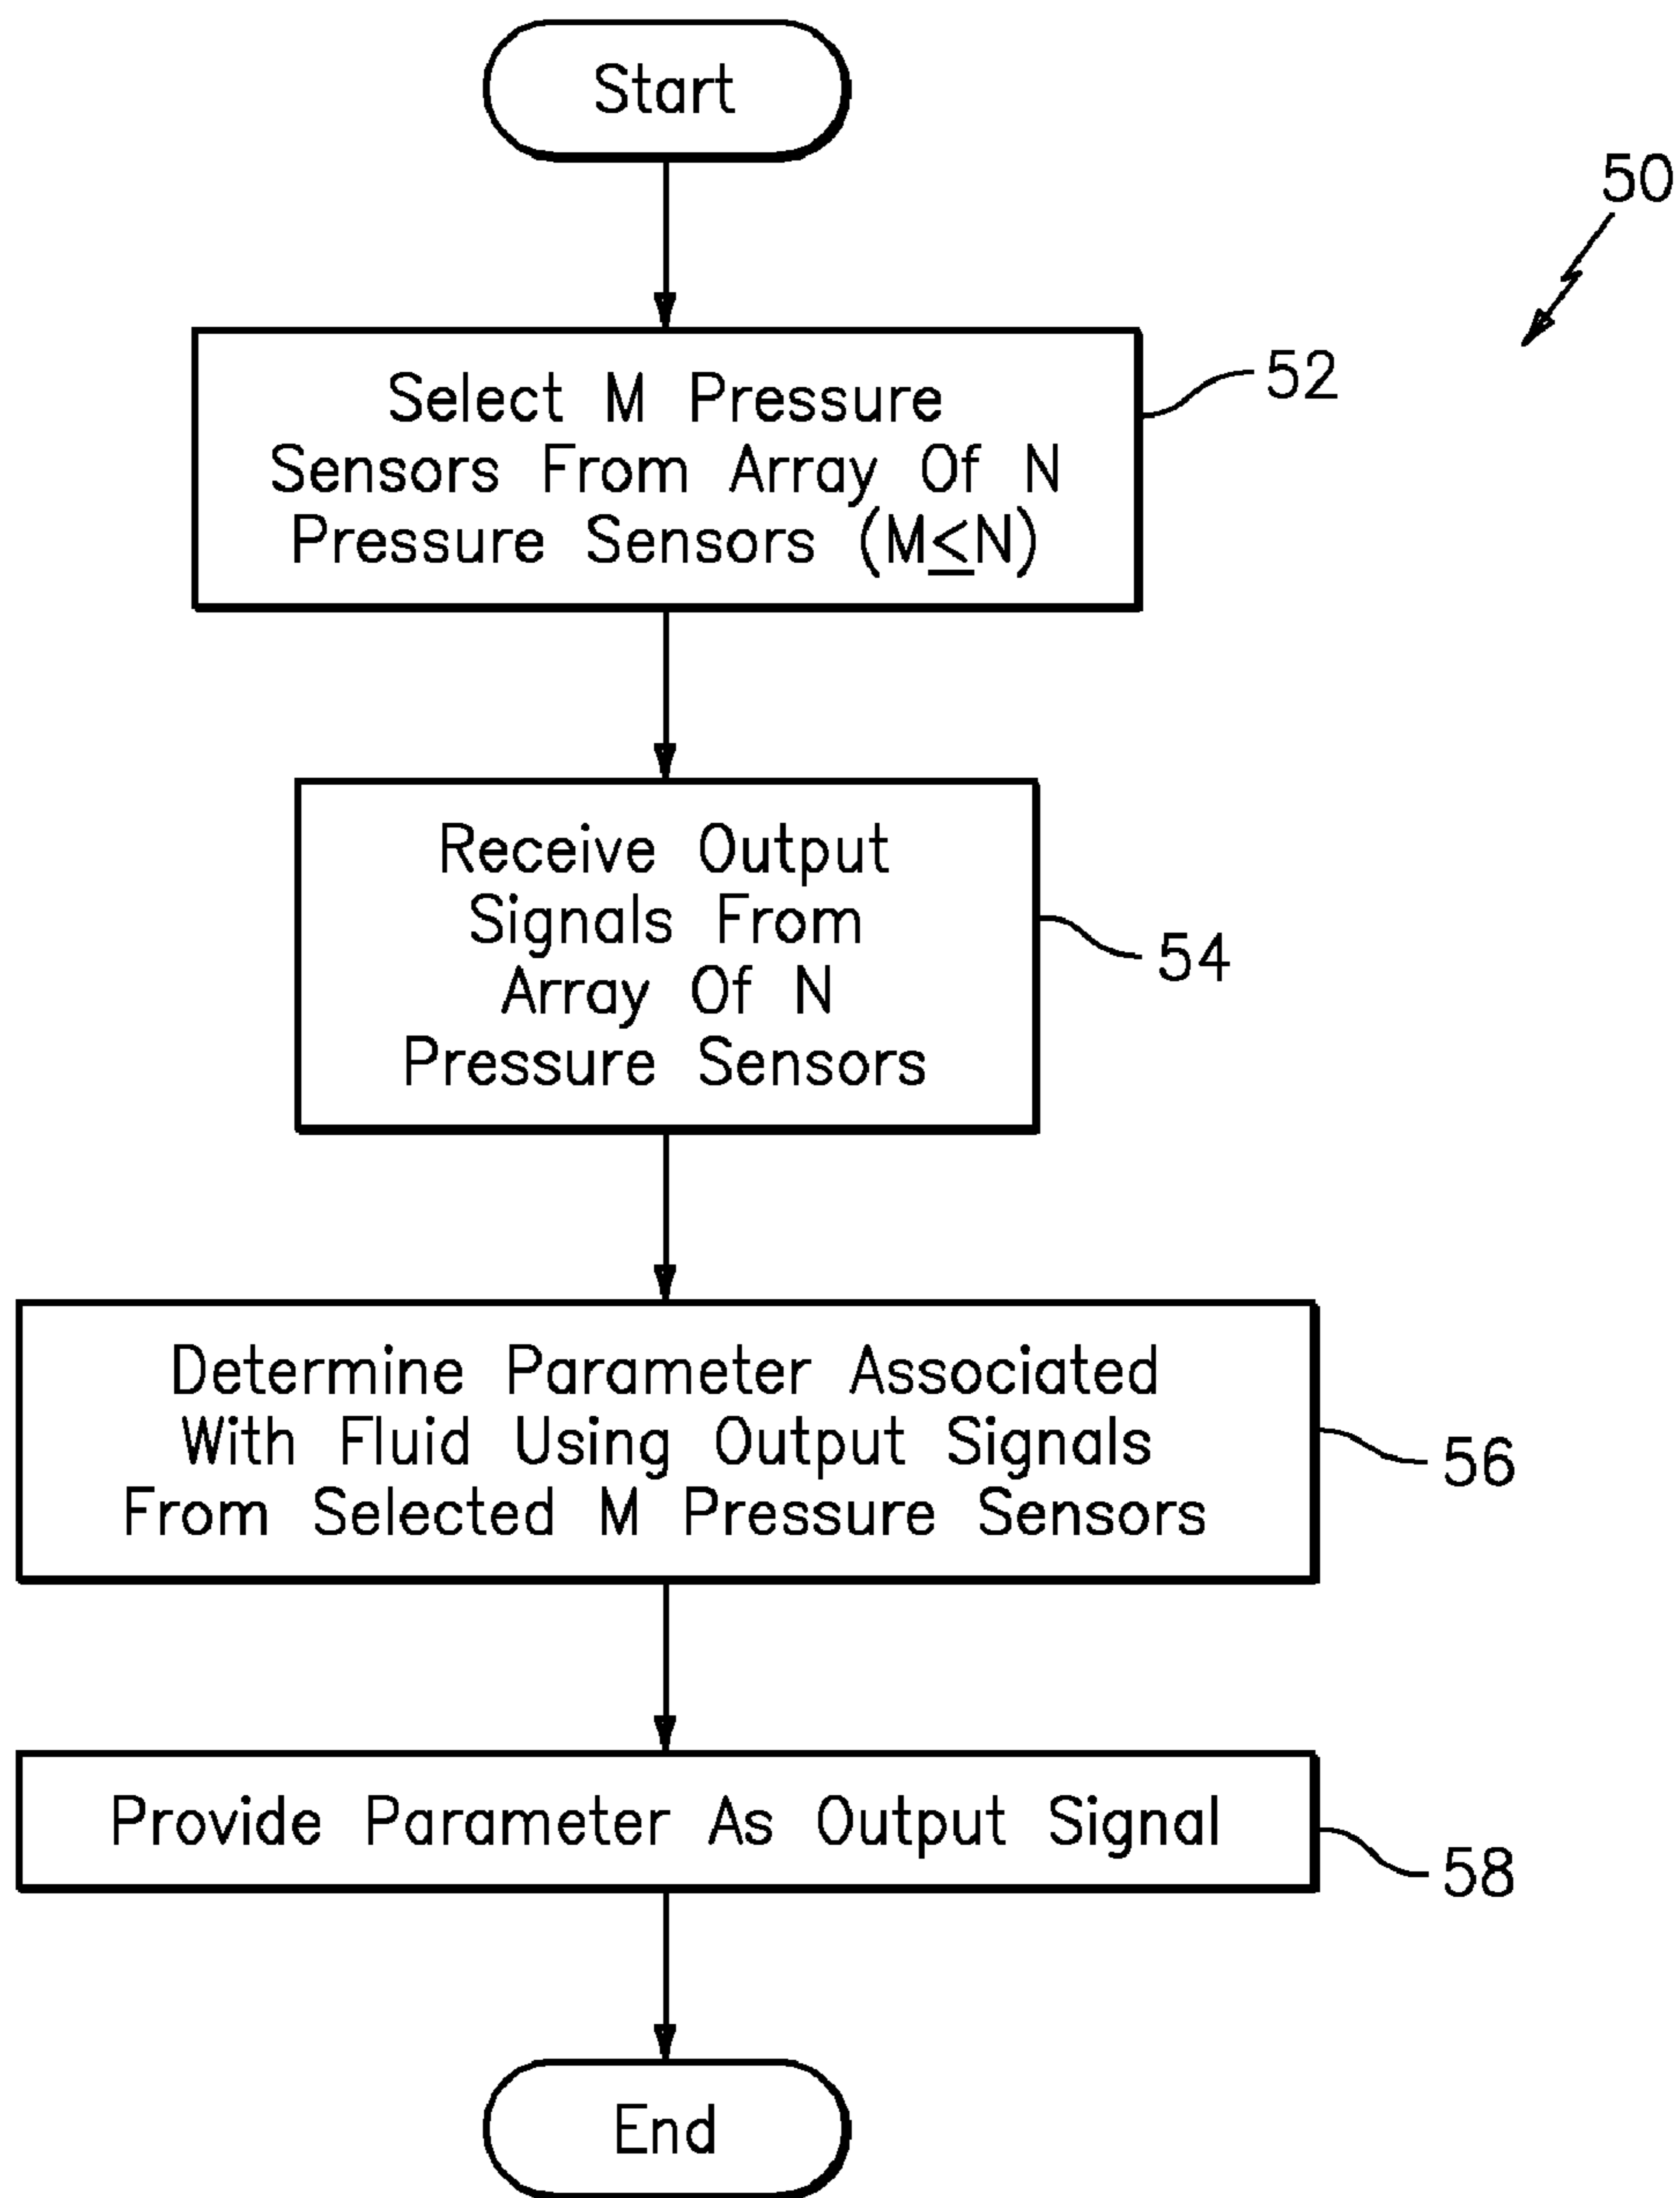 Start
50
Select M Pressure
Sensors From Array Of N
Pressure Sensors (M≤N)
52
Receive Output
Signals From
Array Of N
Pressure Sensors
54
Determine Parameter Associated
With Fluid Using Output Signals
From Selected M Pressure Sensors
56
Provide Parameter As Output Signal
58
End